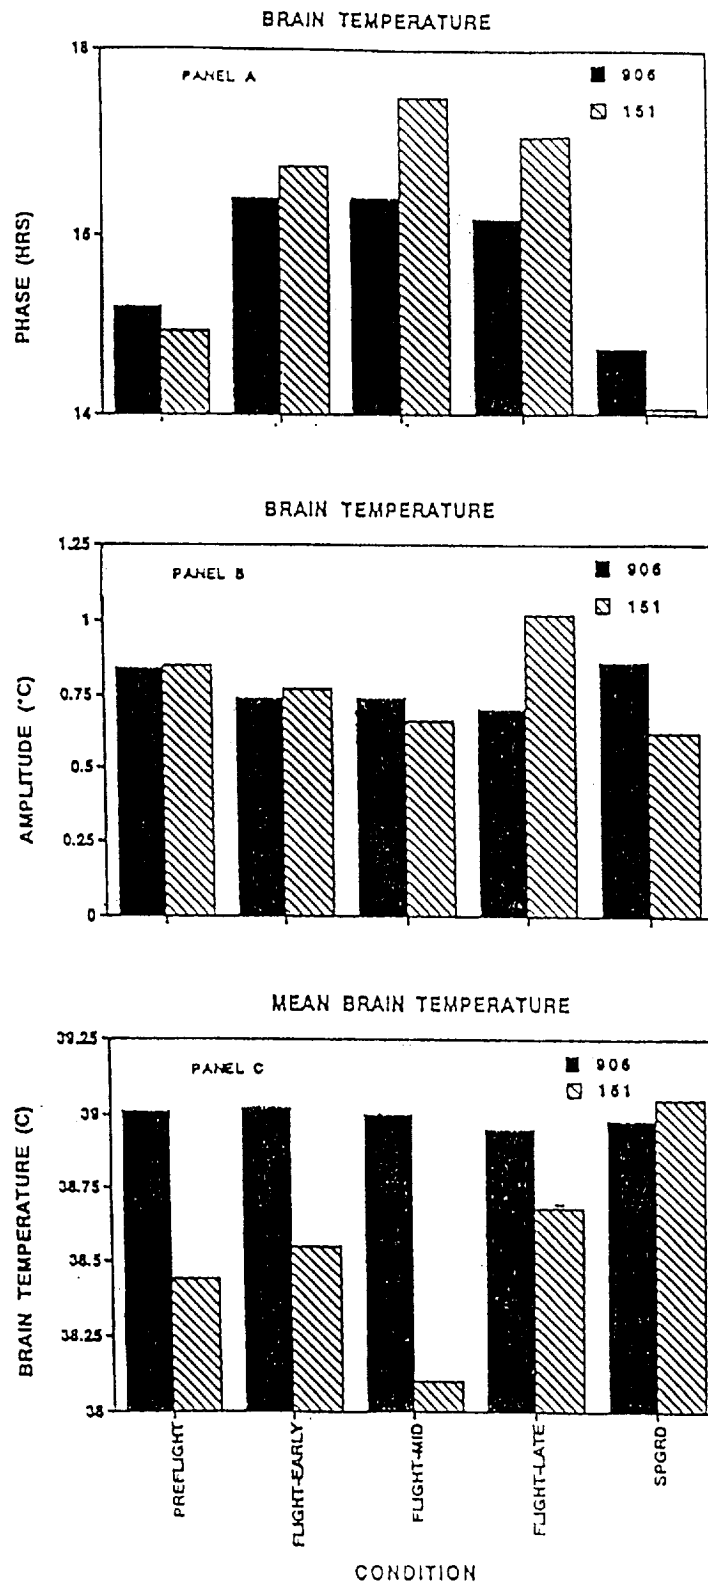 BRAIN TEMPERATURE
18
PANEL A
906
151
16
PHASE (HRS)
14
BRAIN TEMPERATURE
1.25
PANEL B
906
151
1
0.75
AMPLITUDE (°C)
0.5
0.25
0
MEAN BRAIN TEMPERATURE
39.25
PANEL C
906
151
39
38.75
BRAIN TEMPERATURE (C)
38.5
38.25
38
PREFLIGHT
FLIGHT-EARLY
FLIGHT-MID
FLIGHT-LATE
SPGRD
CONDITION